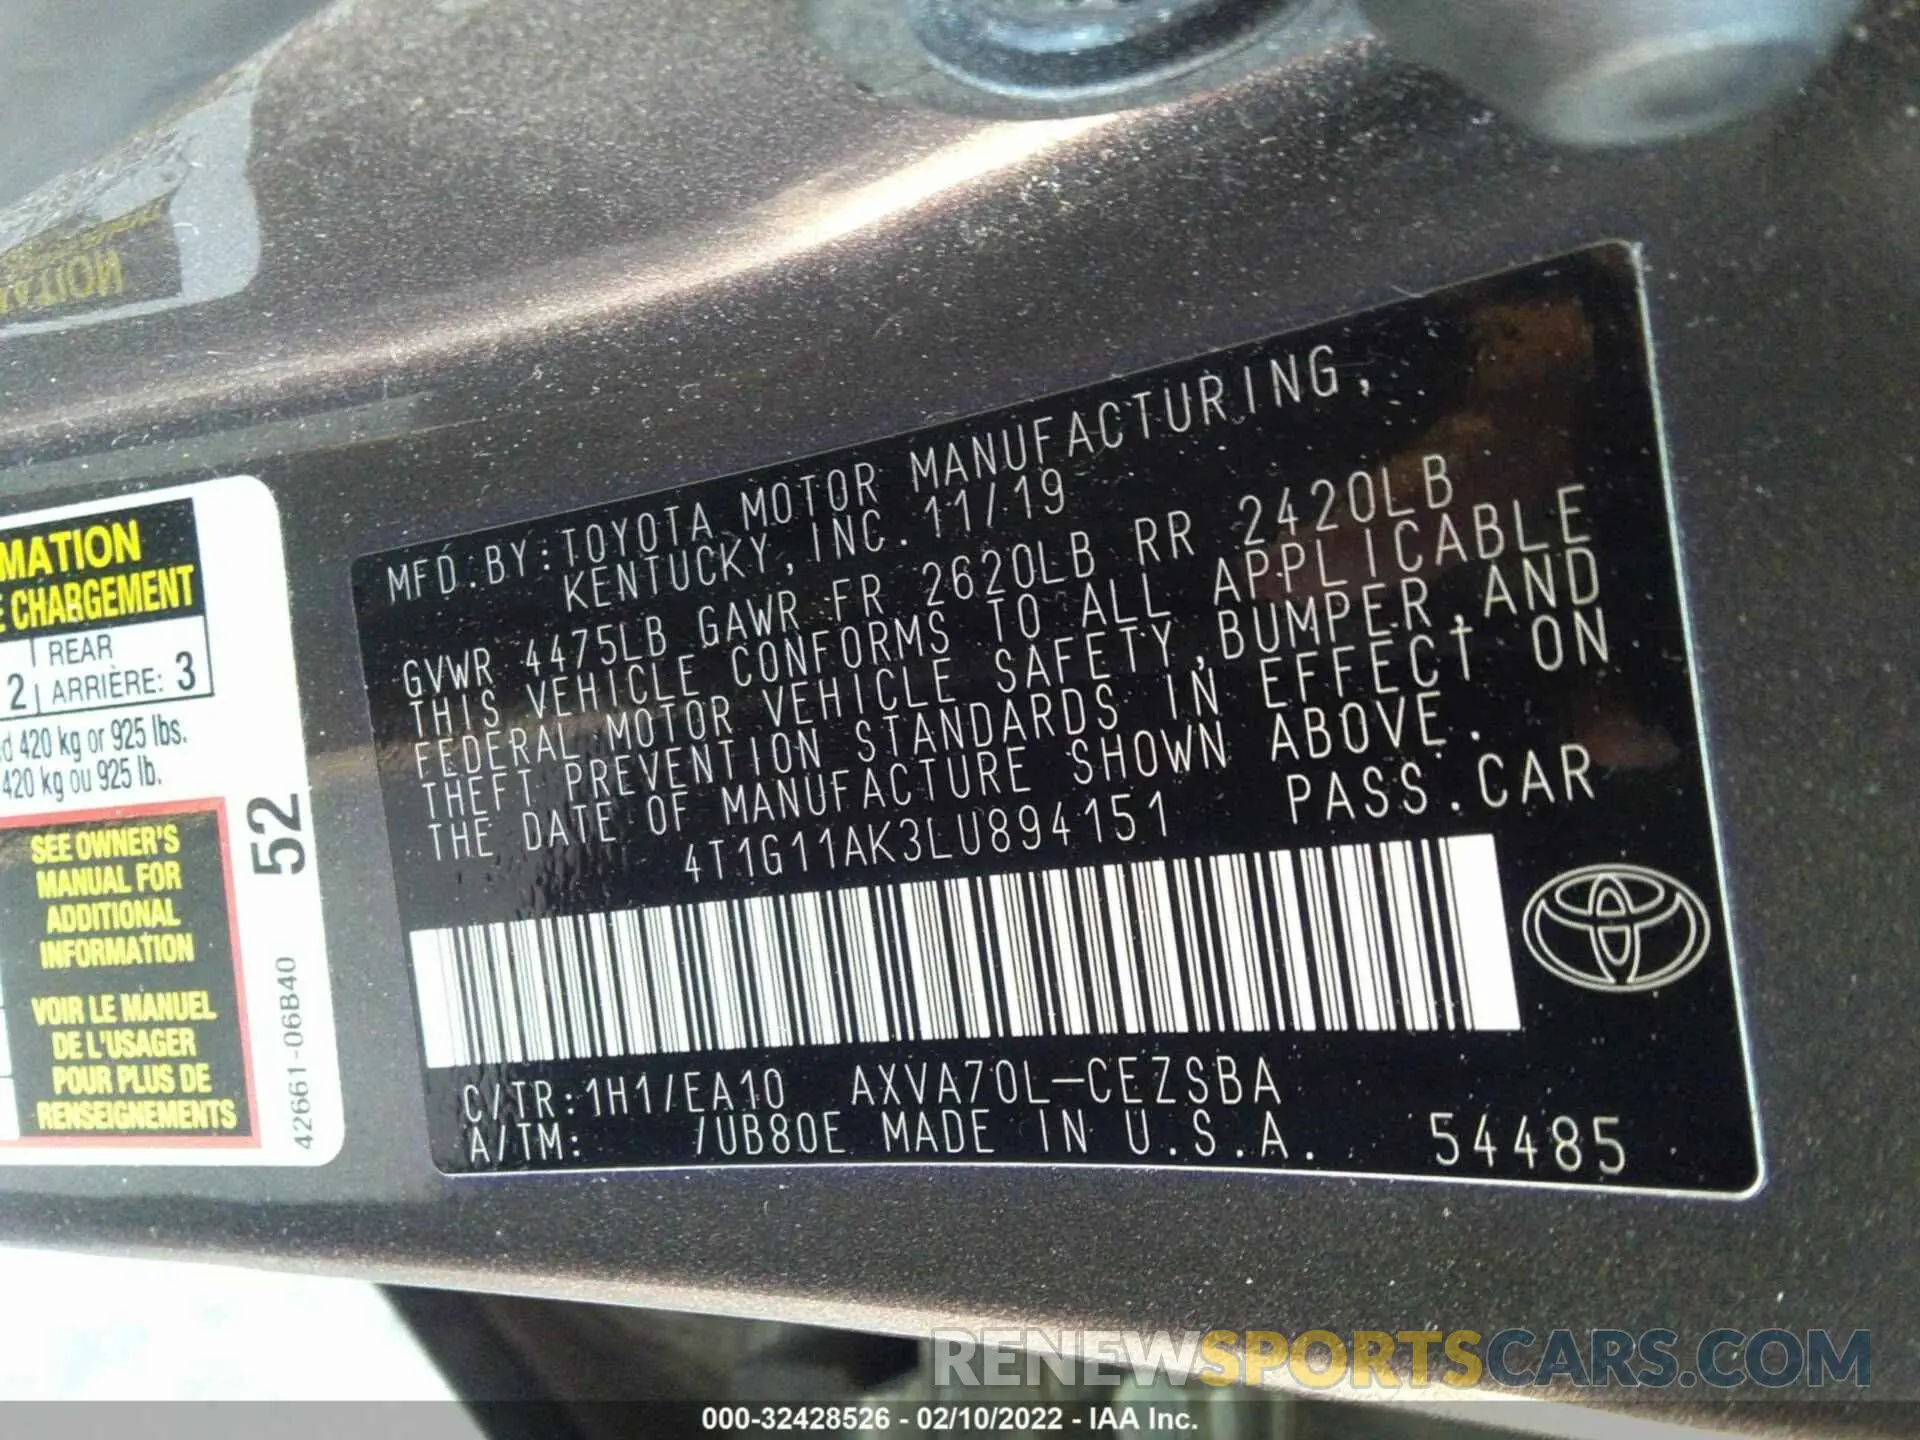 MATION
E CHARGEMENT
2 REAR
ARRIÈRE: 3
d 420 kg or 925 lbs.
420 kg ou 925 lb.
SEE OWNER'S
MANUAL FOR
ADDITIONAL
INFORMATION
VOIR LE MANUEL
DE L'USAGER
POUR PLUS DE
RENSEIGNEMENTS
52
42661-06B40
MFD.BY:TOYOTA MOTOR MANUFACTURING,
KENTUCKY, INC. 11/19
GVWR 4475LB GAWR FR 2620LB RR 2420LB
THIS VEHICLE CONFORMS TO ALL APPLICABLE
FEDERAL MOTOR VEHICLE SAFETY, BUMPER, AND
THEFT PREVENTION STANDARDS IN EFFECT ON
THE DATE OF MANUFACTURE SHOWN ABOVE.
4T1G11AK3LU894151 PASS.CAR
C/TR:1H1/EA10 AXVA70L-CEZSBA
A/TM: /UB80E MADE IN U.S.A. 54485
RENEWSPORTSCARS.COM
000-32428526 - 02/10/2022 - IAA Inc.